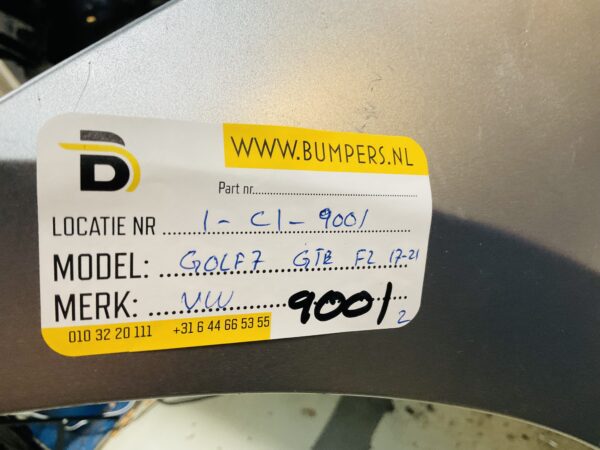 WWW.BUMPERS.NL
Part nr.
LOCATIE NR 1 - C1 - 9001
MODEL: GOLF7 GTE F2 17-21
MERK: VW 9001 2
010 32 20 111 +31 6 44 66 53 55